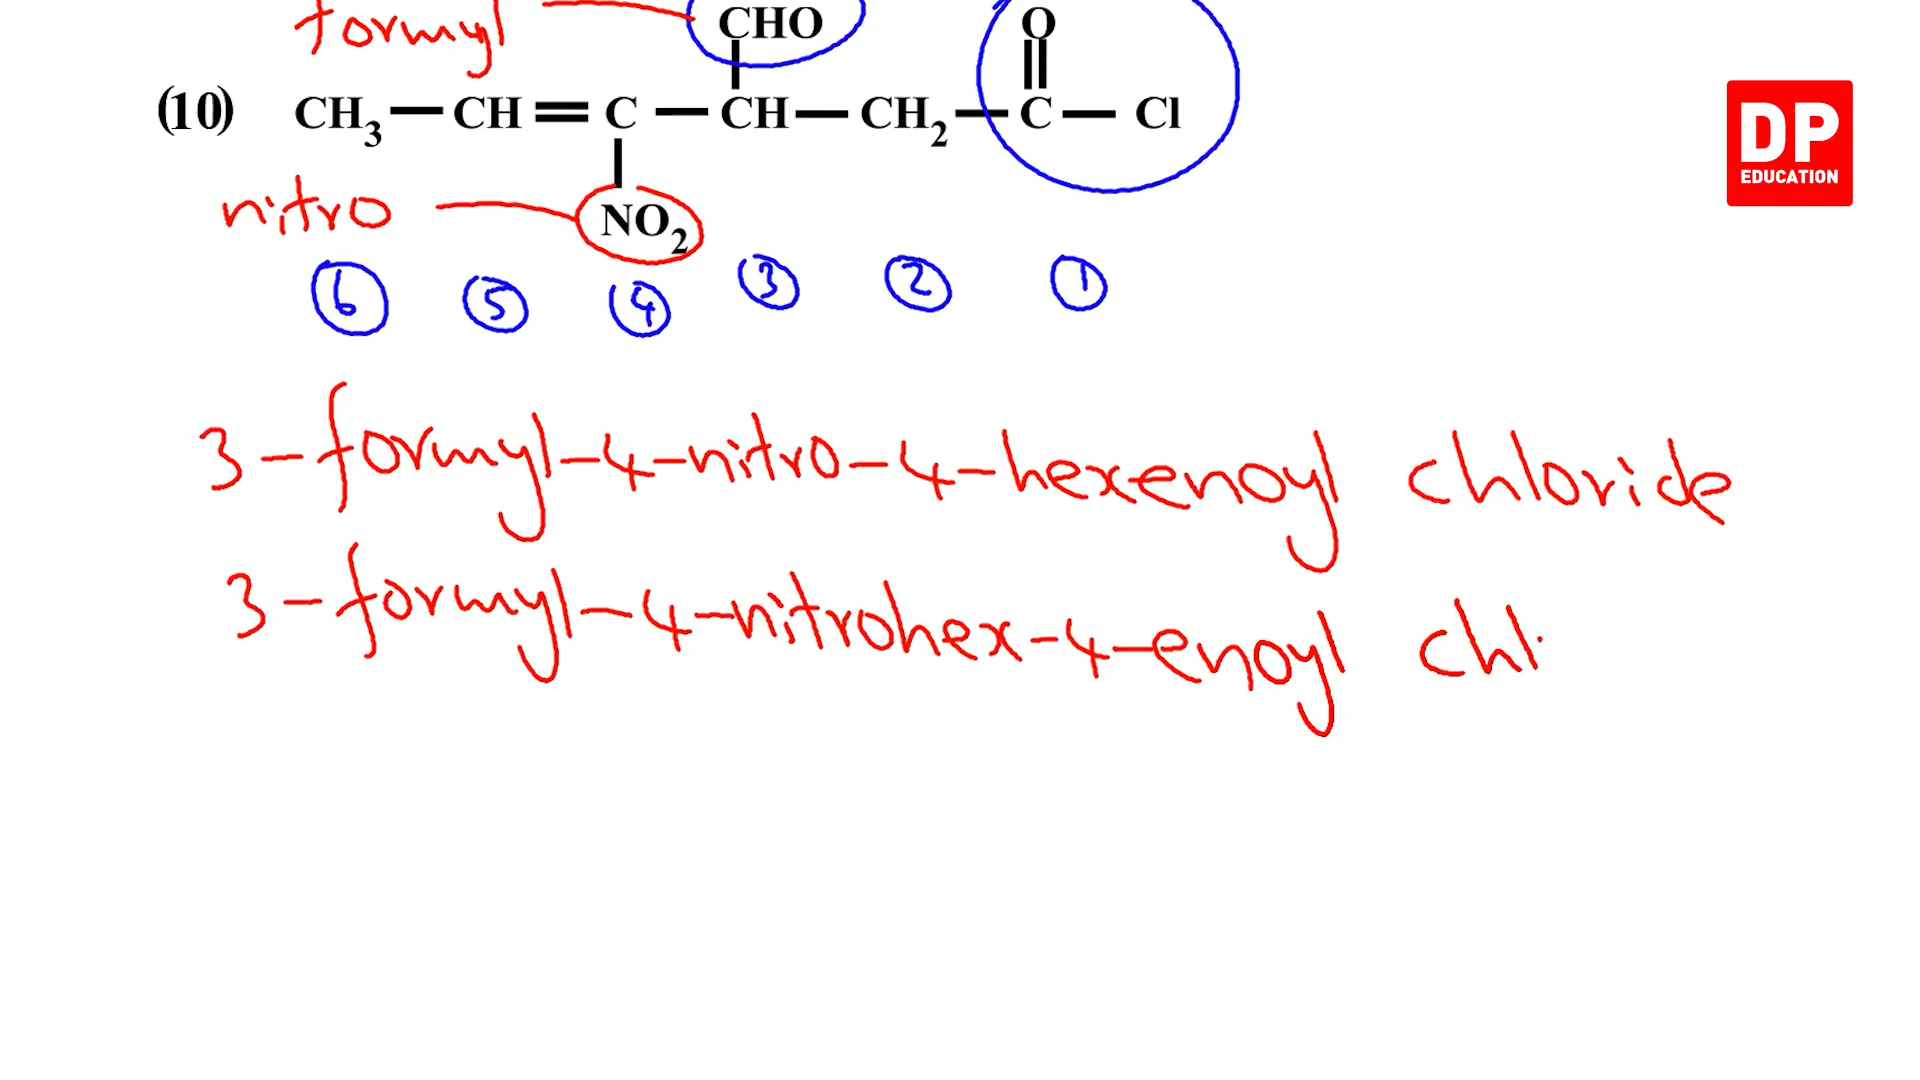 formyl CHO O
(10) CH₃ — CH = C — CH — CH₂ — C — Cl
nitro NO₂
6 5 4 3 2 1
3-formyl-4-nitro-4-hexenoyl chloride
3-formyl-4-nitrohex-4-enoyl chl
DP
EDUCATION